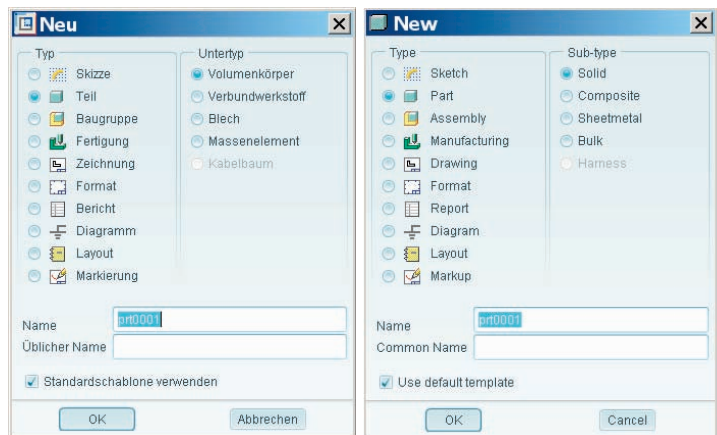 Neu
Typ
Untertyp
Skizze
Volumenkörper
Teil
Verbundwerkstoff
Baugruppe
Blech
Fertigung
Massenelement
Zeichnung
Kabelbaum
Format
Bericht
Diagramm
Layout
Markierung
Name
prt0001
Üblicher Name
Standardschablone verwenden
OK
Abbrechen
New
Type
Sub-type
Sketch
Solid
Part
Composite
Assembly
Sheetmetal
Manufacturing
Bulk
Drawing
Harness
Format
Report
Diagram
Layout
Markup
Name
prt0001
Common Name
Use default template
OK
Cancel